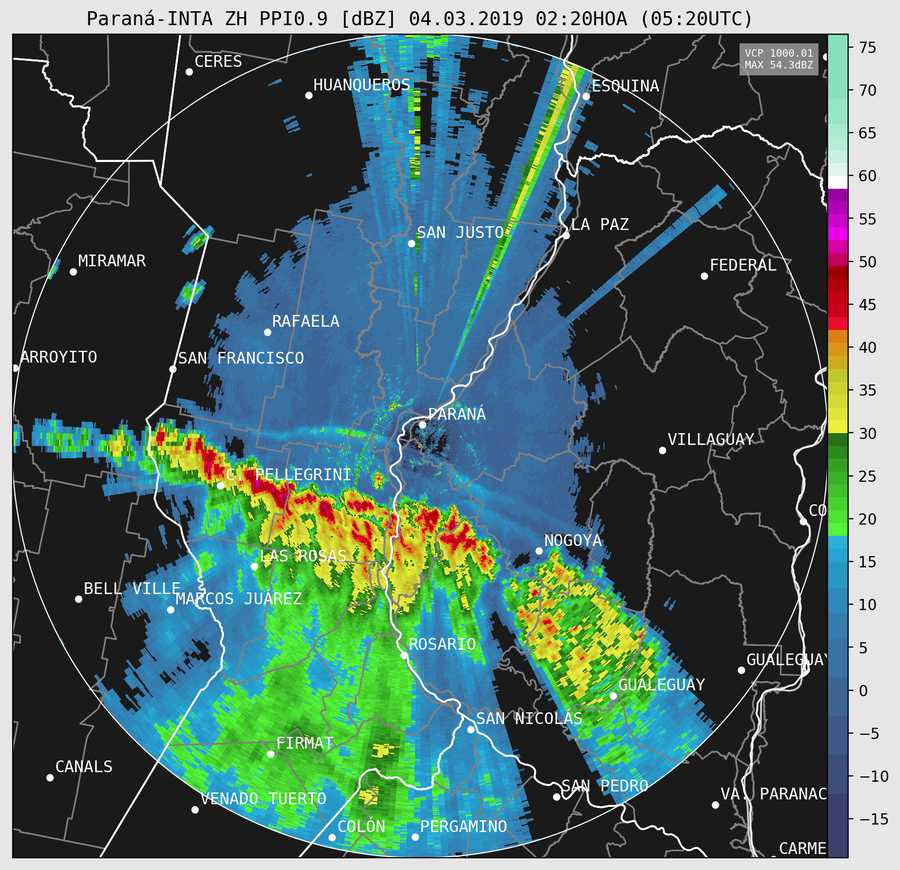 Paraná-INTA ZH PPI0.9 [dBZ] 04.03.2019 02:20HOA (05:20UTC)
VCP 1000.01
MAX 54.3dBZ
CERES
HUANQUEROS
ESQUINA
SAN JUSTO
LA PAZ
MIRAMAR
FEDERAL
RAFAELA
ARROYITO
SAN FRANCISCO
PARANÁ
VILLAGUAY
C. PELLEGRINI
CO
NOGOYA
LAS ROSAS
BELL VILLE
MARCOS JUÁREZ
ROSARIO
GUALEGUAY
GUALEGUAY
SAN NICOLÁS
FIRMAT
CANALS
SAN PEDRO
VENADO TUERTO
VA. PARANAC
COLÓN
PERGAMINO
CARME
75
70
65
60
55
50
45
40
35
30
25
20
15
10
5
0
−5
−10
−15